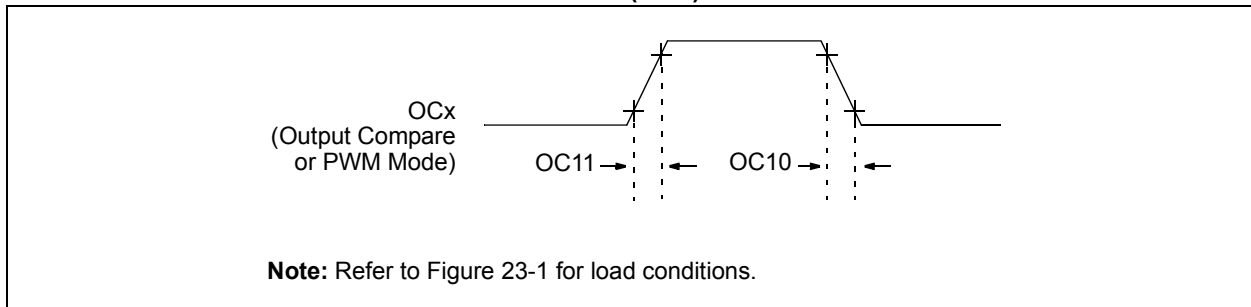 OCx
(Output Compare
or PWM Mode)
OC11
OC10
Note: Refer to Figure 23-1 for load conditions.